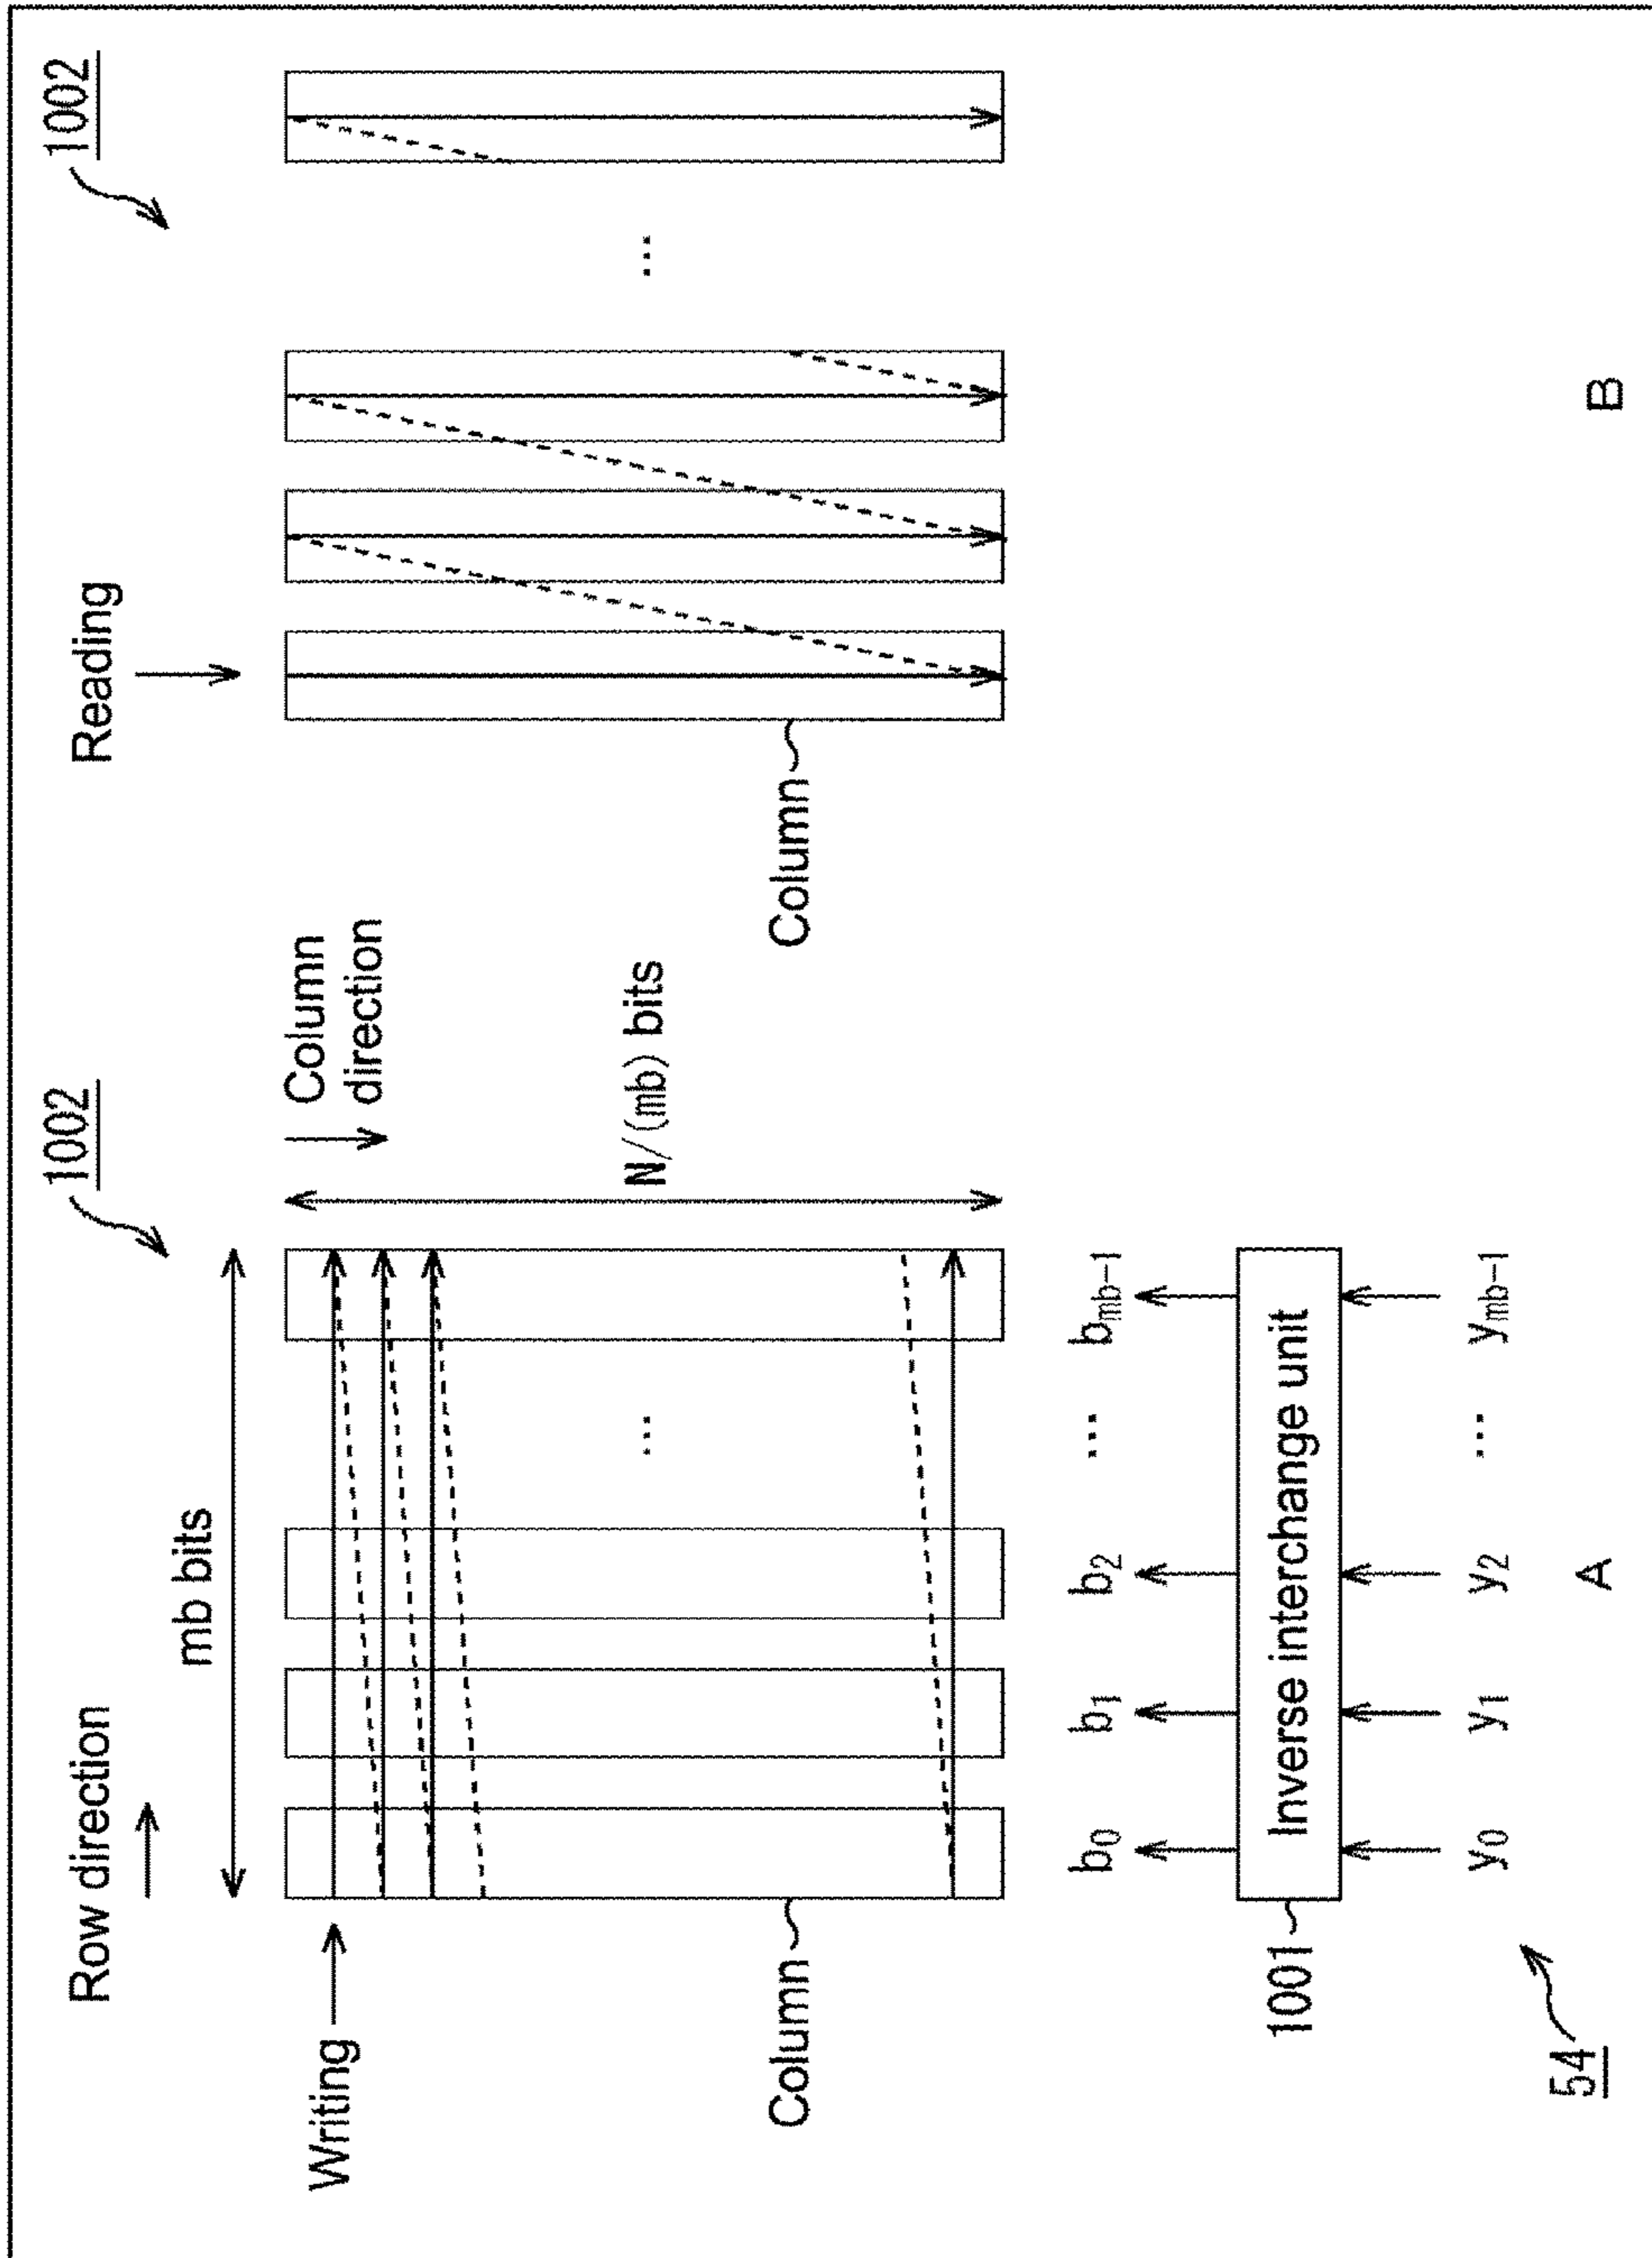 Row direction
mb bits
1002
Writing
Column direction
N/(mb) bits
...
Column
b0 b1 b2 ... bmb-1
1001
Inverse interchange unit
y0 y1 y2 ... ymb-1
54
A
1002
Reading
...
Column
B